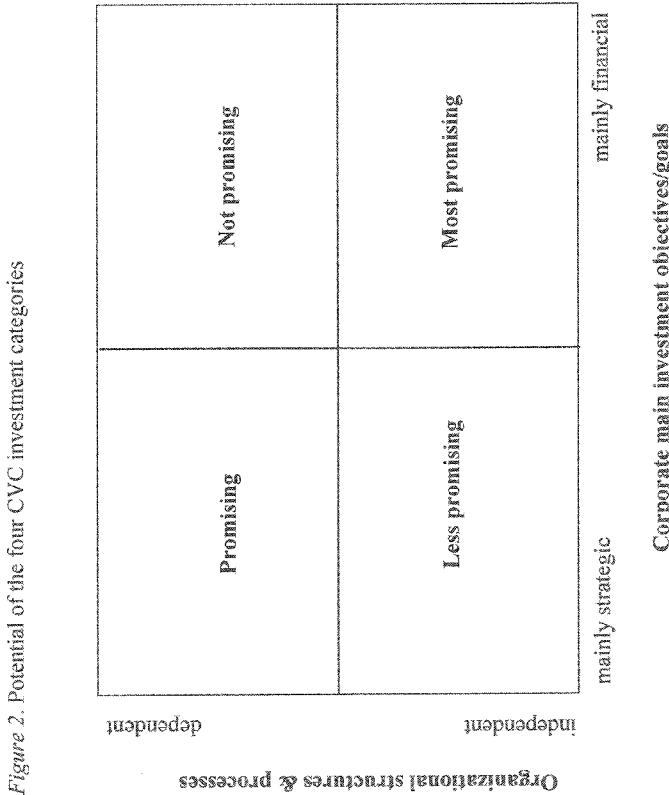 Figure 2. Potential of the four CVC investment categories
Organizational structures & processes
dependent
independent
Promising
Not promising
Less promising
Most promising
mainly strategic
mainly financial
Corporate main investment objectives/goals